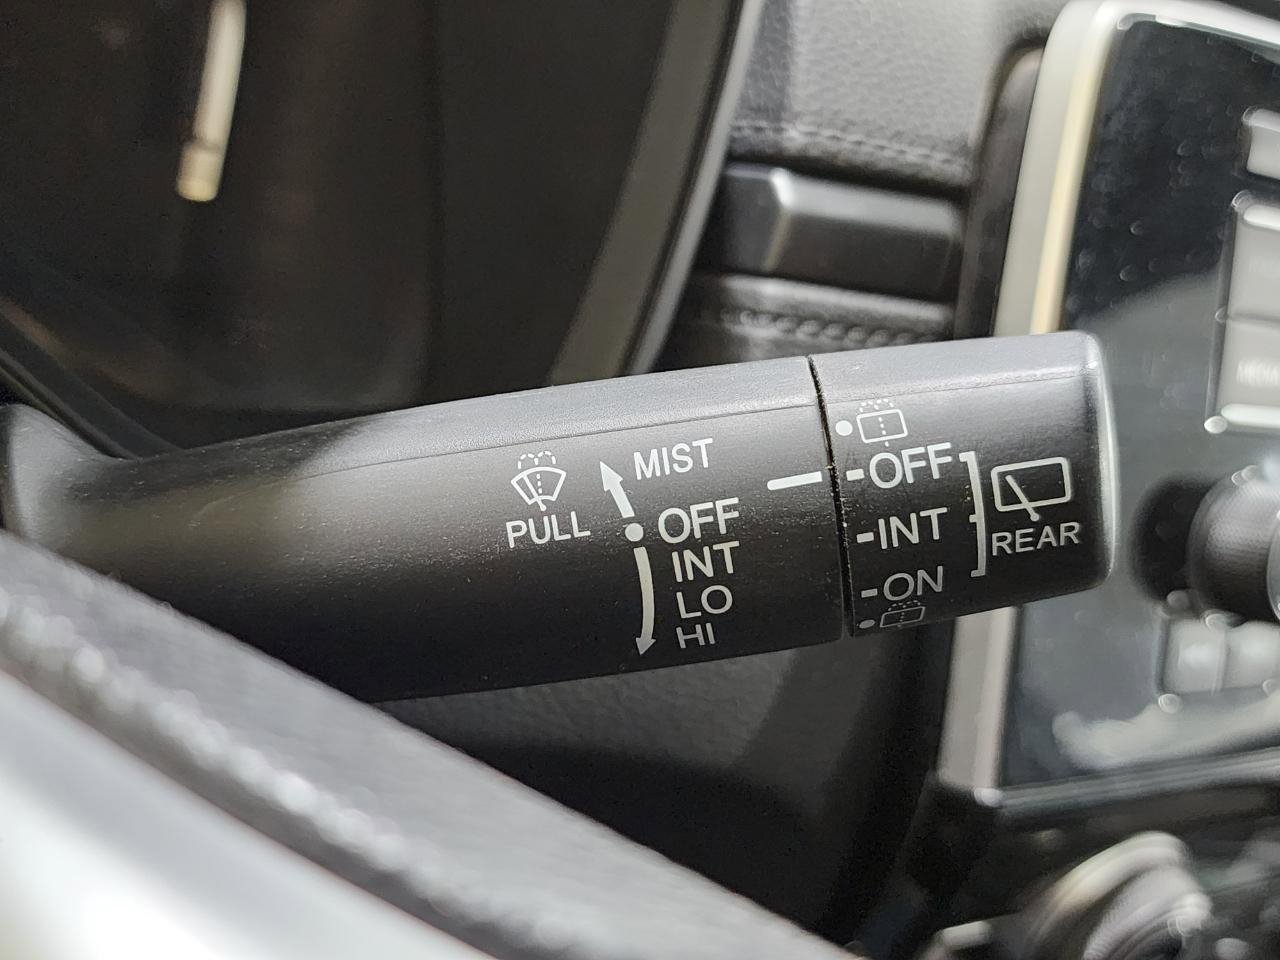 PULL
MIST
OFF
INT
LO
HI
-OFF
-INT
-ON
REAR